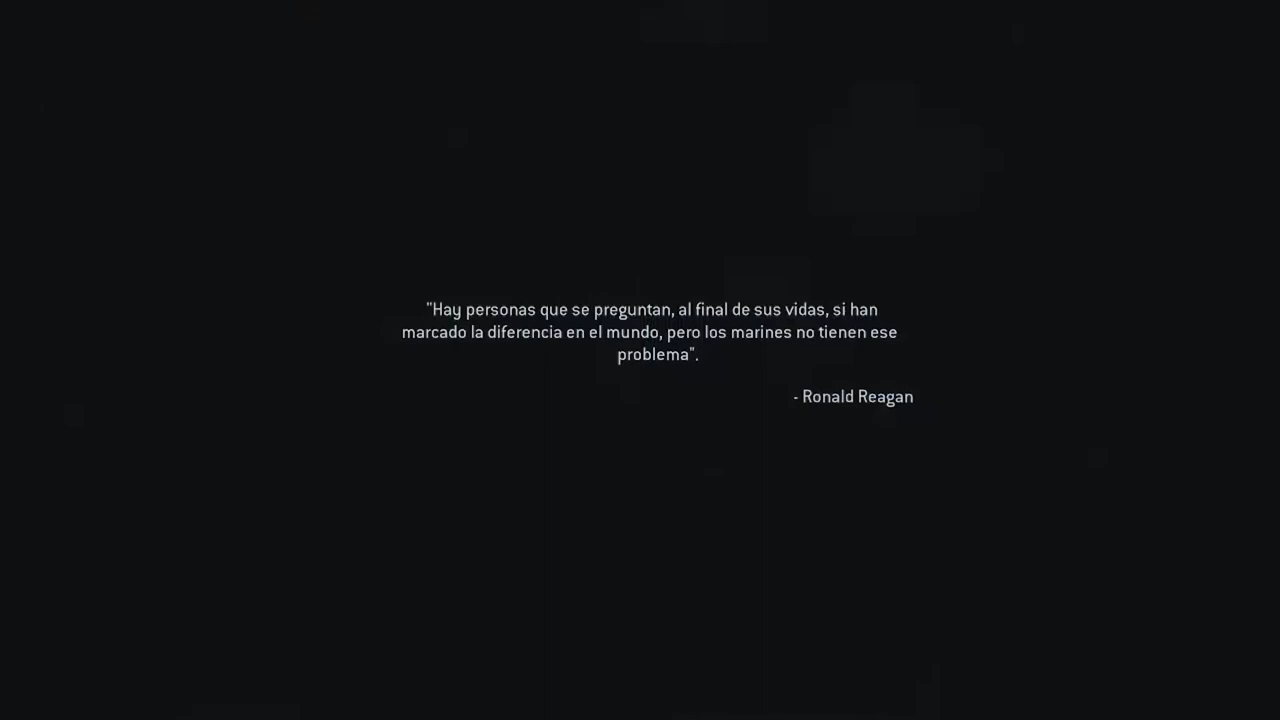 "Hay personas que se preguntan, al final de sus vidas, si han
marcado la diferencia en el mundo, pero los marines no tienen ese
problema".
- Ronald Reagan